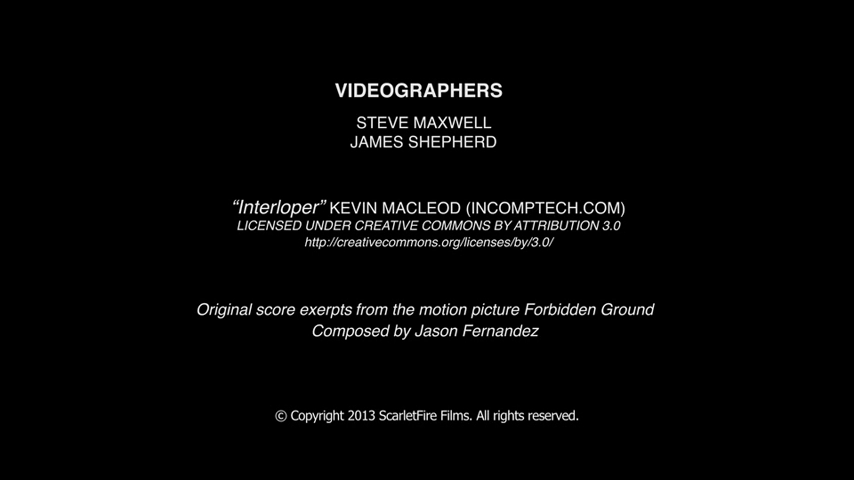 VIDEOGRAPHERS
STEVE MAXWELL
JAMES SHEPHERD
“Interloper” KEVIN MACLEOD (INCOMPTECH.COM)
LICENSED UNDER CREATIVE COMMONS BY ATTRIBUTION 3.0
http://creativecommons.org/licenses/by/3.0/
Original score exerpts from the motion picture Forbidden Ground
Composed by Jason Fernandez
© Copyright 2013 ScarletFire Films. All rights reserved.